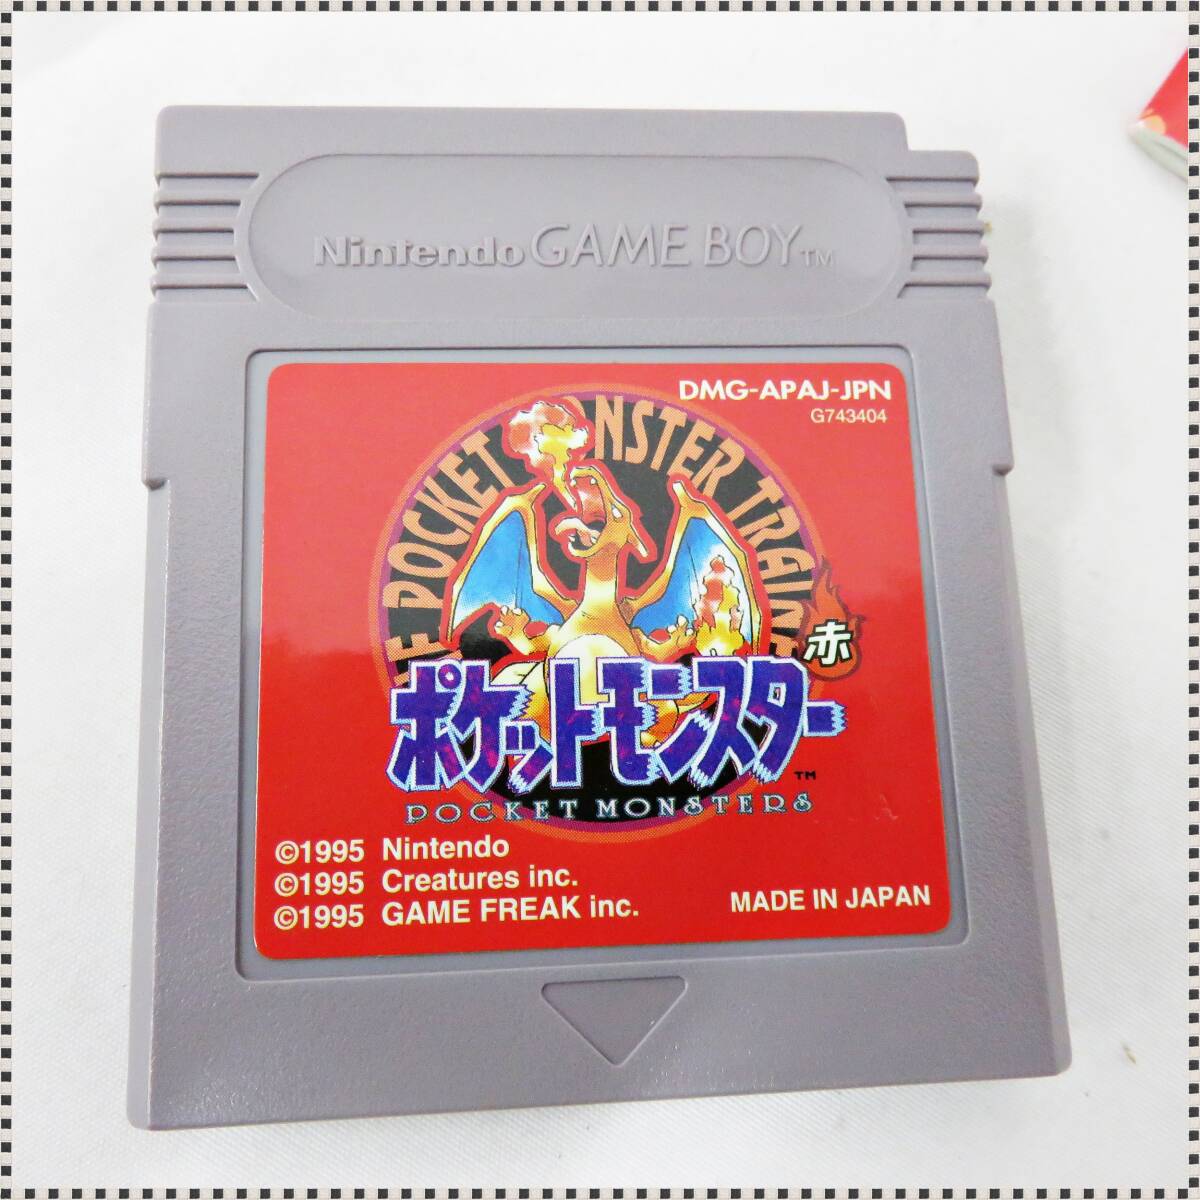 Nintendo GAME BOY™
DMG-APAJ-JPN
G743404
THE POCKET MONSTER TRAINE
赤
ポケットモンスター™
POCKET MONSTERS
©1995 Nintendo
©1995 Creatures inc.
©1995 GAME FREAK inc.
MADE IN JAPAN